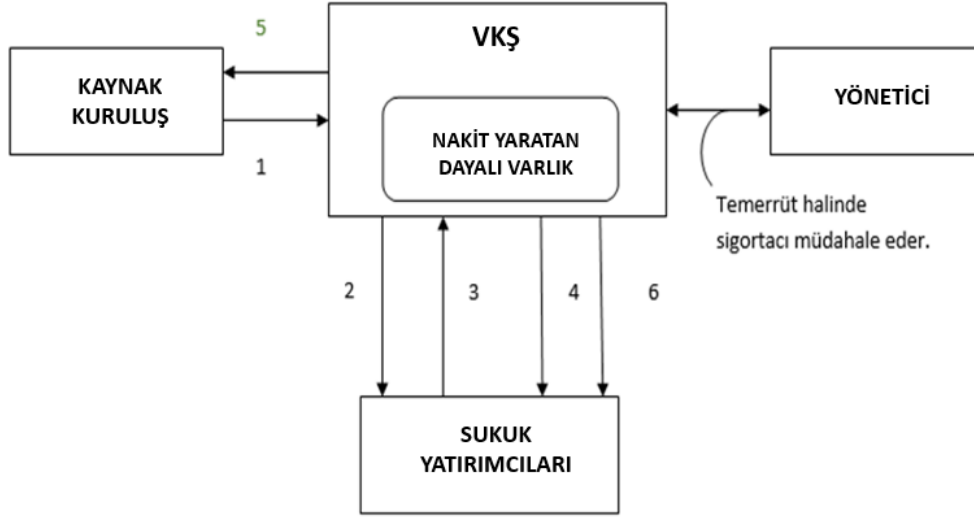 5
VKŞ
KAYNAK
KURULUŞ
YÖNETİCİ
NAKİT YARATAN
DAYALI VARLIK
1
Temerrüt halinde
sigortacı müdahale eder.
2
3
4
6
SUKUK
YATIRIMCILARI